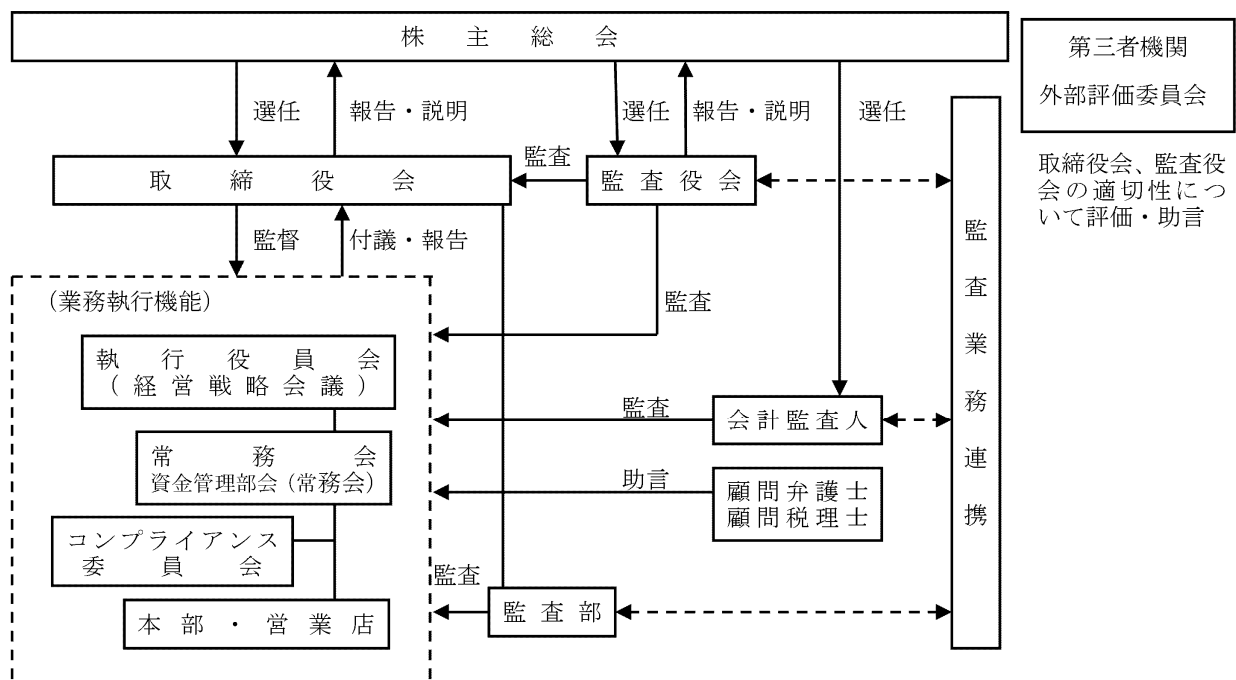 株主総会
第三者機関
外部評価委員会
選任
報告・説明
選任
報告・説明
選任
取締役会、監査役
会の適切性につ
いて評価・助言
取締役会
監査
監査役会
監査業務連携
監督
付議・報告
（業務執行機能）
監査
執行役員会
（経営戦略会議）
監査
会計監査人
常務会
資金管理部会（常務会）
助言
顧問弁護士
顧問税理士
コンプライアンス
委員会
監査
監査部
本部・営業店